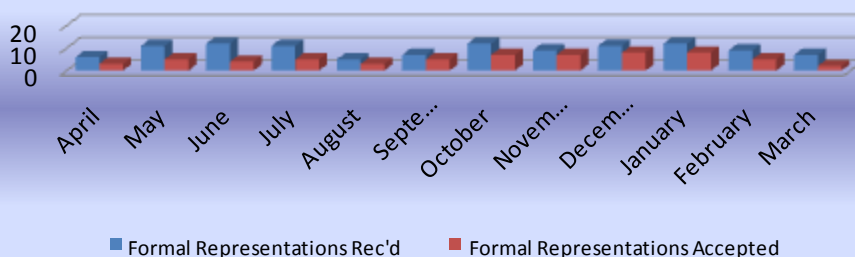 20
10
0
April
May
June
July
August
Septe...
October
Novem...
Decem...
January
February
March
Formal Representations Rec'd
Formal Representations Accepted